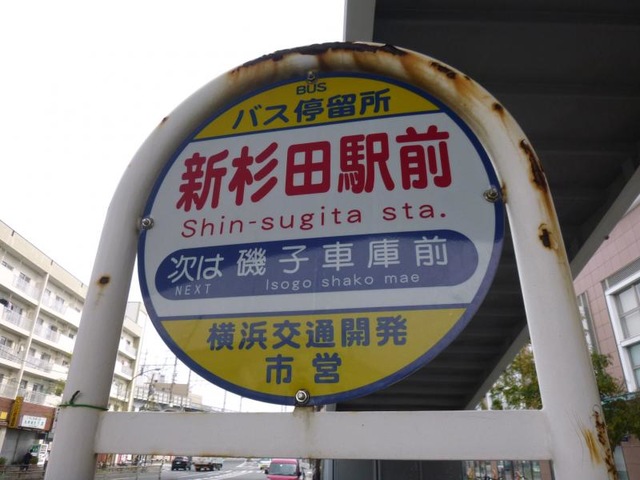 BUS
バス停留所
新杉田駅前
Shin-sugita sta.
次は 磯子車庫前
NEXT Isogo shako mae
横浜交通開発
市営